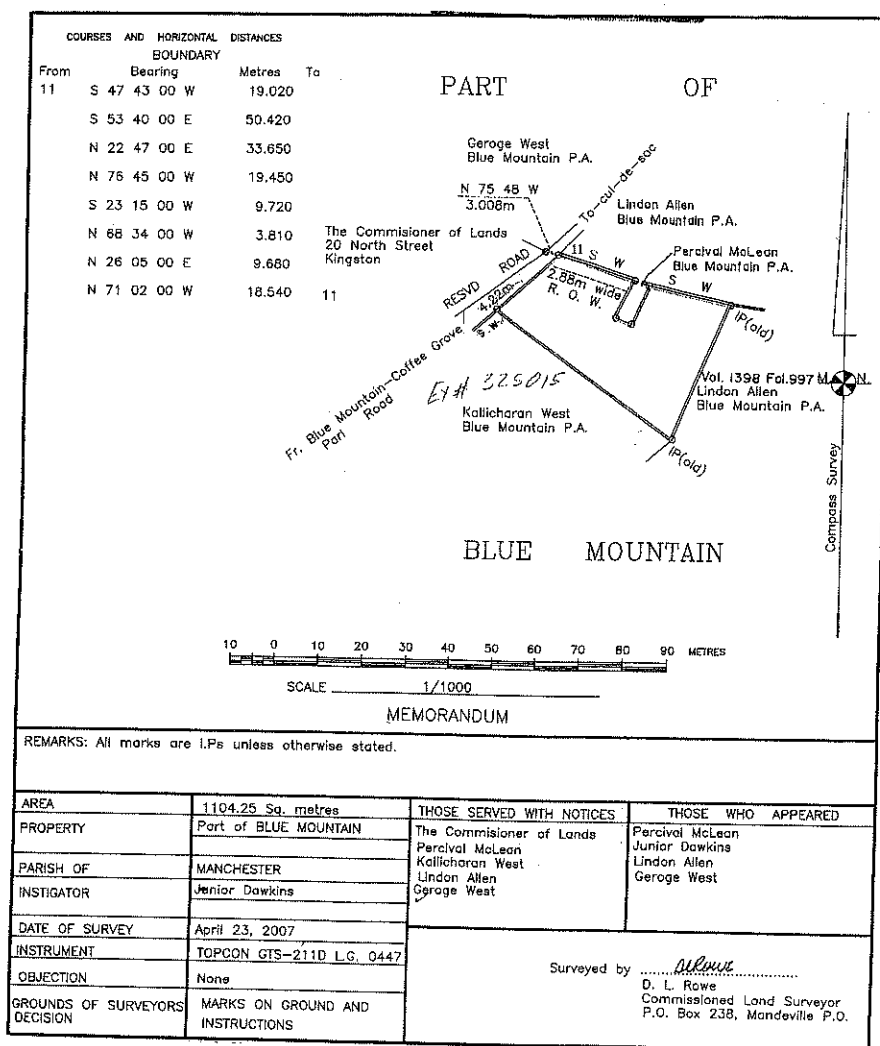 COURSES AND HORIZONTAL DISTANCES
BOUNDARY
From Bearing Metres To
11 S 47 43 00 W 19.020
S 53 40 00 E 50.420
N 22 47 00 E 33.650
N 76 45 00 W 19.450
S 23 15 00 W 9.720
N 68 34 00 W 3.810
N 26 05 00 E 9.680
N 71 02 00 W 18.540 11
PART OF
Geroge West
Blue Mountain P.A.
N 75 48 W
3.008m
To-cul-de-sac
Lindon Allen
Blue Mountain P.A.
The Commisioner of Lands
20 North Street
Kingston
RESVD ROAD
11 S W
Percival McLean
Blue Mountain P.A.
S W
2.88m wide
R. O. W.
4.22m
S.W.
IP(old)
Fr. Blue Mountain-Coffee Grove
Parl Road
Ex# 325015
Kallicharan West
Blue Mountain P.A.
Vol. 1398 Fol.997
Lindon Allen
Blue Mountain P.A.
M N
IP(old)
Compass Survey
BLUE MOUNTAIN
10 0 10 20 30 40 50 60 70 80 90 METRES
SCALE 1/1000
MEMORANDUM
REMARKS: All marks are I.Ps unless otherwise stated.
AREA 1104.25 Sq. metres
PROPERTY Part of BLUE MOUNTAIN
PARISH OF MANCHESTER
INSTIGATOR Junior Dawkins
DATE OF SURVEY April 23, 2007
INSTRUMENT TOPCON GTS-211D L.G. 0447
OBJECTION None
GROUNDS OF SURVEYORS DECISION
MARKS ON GROUND AND
INSTRUCTIONS
THOSE SERVED WITH NOTICES
The Commisioner of Lands
Percival McLean
Kallicharan West
Lindon Allen
Geroge West
THOSE WHO APPEARED
Percival McLean
Junior Dawkins
Lindon Allen
Geroge West
Surveyed by
D. L. Rowe
Commissioned Land Surveyor
P.O. Box 238, Mandeville P.O.